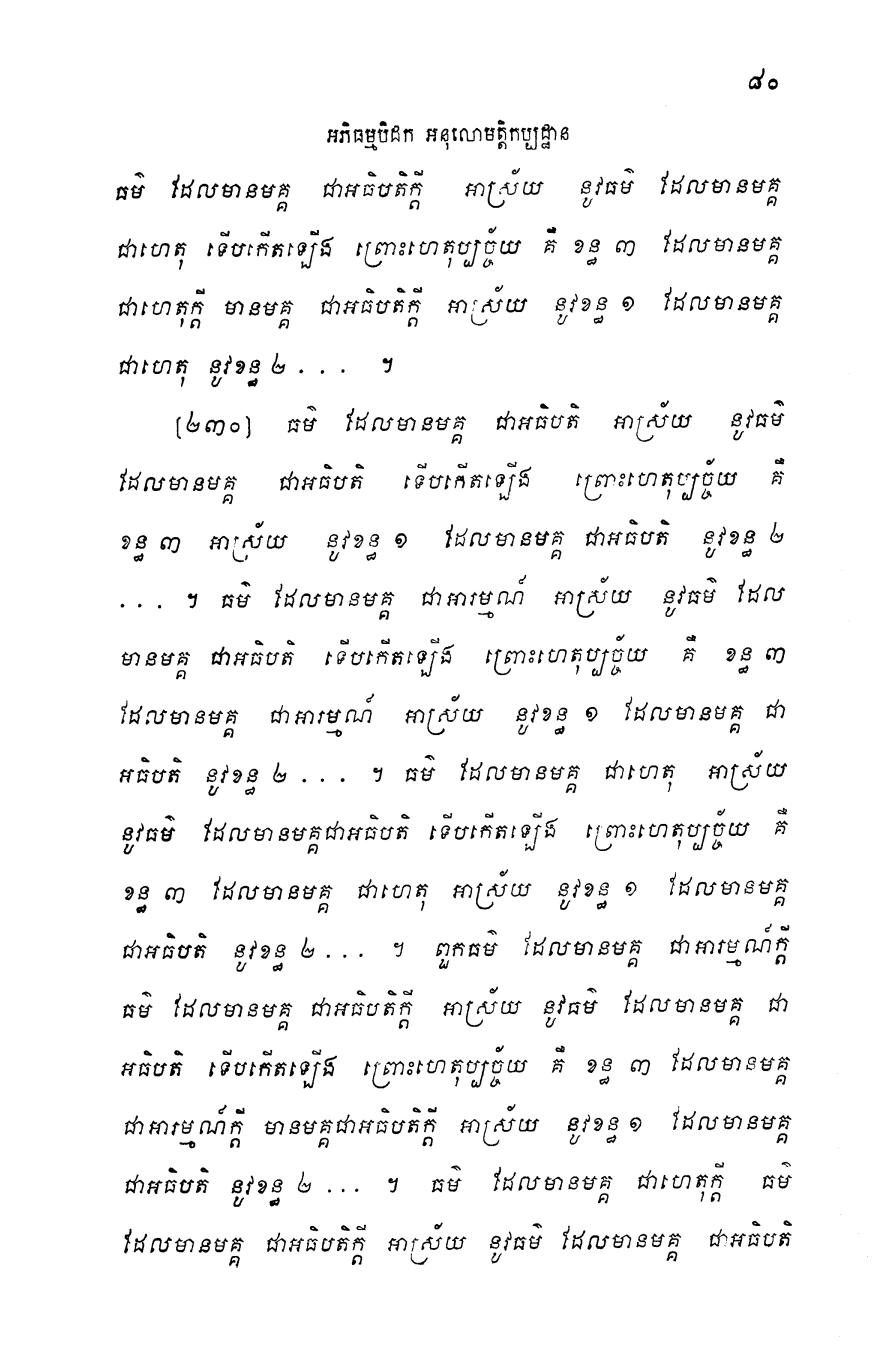 ៨០
អភិធម្មបិដក អនុលោមត្តិកប្បដ្ឋាន
ធម៌ ដែលមានមគ្គ ជាអធិបតិក្តី អាស្រ័យ នូវធម៌ ដែលមានមគ្គ
ជាហេតុ ទើបកើតឡើង ព្រោះហេតុប្បច្ច័យ គឺ ខន្ធ ៣ ដែលមានមគ្គ
ជាហេតុក្តី មានមគ្គ ជាអធិបតិក្តី អាស្រ័យ នូវខន្ធ ១ ដែលមានមគ្គ
ជាហេតុ នូវខន្ធ ២ . . . ។
[២៣០] ធម៌ ដែលមានមគ្គ ជាអធិបតិ អាស្រ័យ នូវធម៌
ដែលមានមគ្គ ជាអធិបតិ ទើបកើតឡើង ព្រោះហេតុប្បច្ច័យ គឺ
ខន្ធ ៣ អាស្រ័យ នូវខន្ធ ១ ដែលមានមគ្គ ជាអធិបតិ នូវខន្ធ ២
. . . ។ ធម៌ ដែលមានមគ្គ ជាអារម្មណ៍ អាស្រ័យ នូវធម៌ ដែល
មានមគ្គ ជាអធិបតិ ទើបកើតឡើង ព្រោះហេតុប្បច្ច័យ គឺ ខន្ធ ៣
ដែលមានមគ្គ ជាអារម្មណ៍ អាស្រ័យ នូវខន្ធ ១ ដែលមានមគ្គ ជា
អធិបតិ នូវខន្ធ ២ . . . ។ ធម៌ ដែលមានមគ្គ ជាហេតុ អាស្រ័យ
នូវធម៌ ដែលមានមគ្គជាអធិបតិ ទើបកើតឡើង ព្រោះហេតុប្បច្ច័យ គឺ
ខន្ធ ៣ ដែលមានមគ្គ ជាហេតុ អាស្រ័យ នូវខន្ធ ១ ដែលមានមគ្គ
ជាអធិបតិ នូវខន្ធ ២ . . . ។ ពួកធម៌ ដែលមានមគ្គ ជាអារម្មណ៍ក្តី
ធម៌ ដែលមានមគ្គ ជាអធិបតិក្តី អាស្រ័យ នូវធម៌ ដែលមានមគ្គ ជា
អធិបតិ ទើបកើតឡើង ព្រោះហេតុប្បច្ច័យ គឺ ខន្ធ ៣ ដែលមានមគ្គ
ជាអារម្មណ៍ក្តី មានមគ្គជាអធិបតិក្តី អាស្រ័យ នូវខន្ធ ១ ដែលមានមគ្គ
ជាអធិបតិ នូវខន្ធ ២ . . . ។ ធម៌ ដែលមានមគ្គ ជាហេតុក្តី ធម៌
ដែលមានមគ្គ ជាអធិបតិក្តី អាស្រ័យ នូវធម៌ ដែលមានមគ្គ ជាអធិបតិ